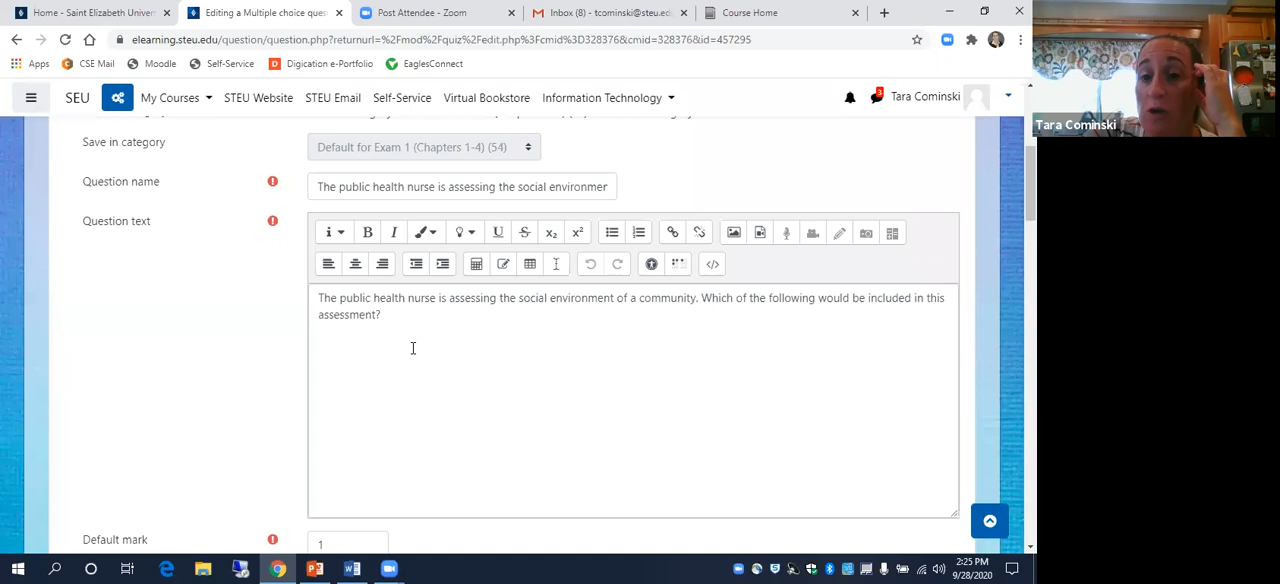 Home - Saint Elizabeth Univer
Editing a Multiple choice ques
Post Attendee - Zoom
Inbox (8) - tcominski@steu.ed
Course Home
elearning.steu.edu/question/question.php?returnurl=%2Fmod%2Fquiz%2Fedit.php%3Fcmid%3D328376&cmid=328376&id=457295
Apps CSE Mail Moodle Self-Service Digication e-Portfolio EaglesConnect
SEU My Courses SEU Website SEU Email Self-Service Virtual Bookstore Information Technology 3 Tara Cominski
Tara Cominski
Save in category Default for Exam 1 (Chapters 1-4) (54)
Question name The public health nurse is assessing the social environmer
Question text
The public health nurse is assessing the social environment of a community. Which of the following would be included in this
assessment?
Default mark 1
2:25 PM
9/28/2020